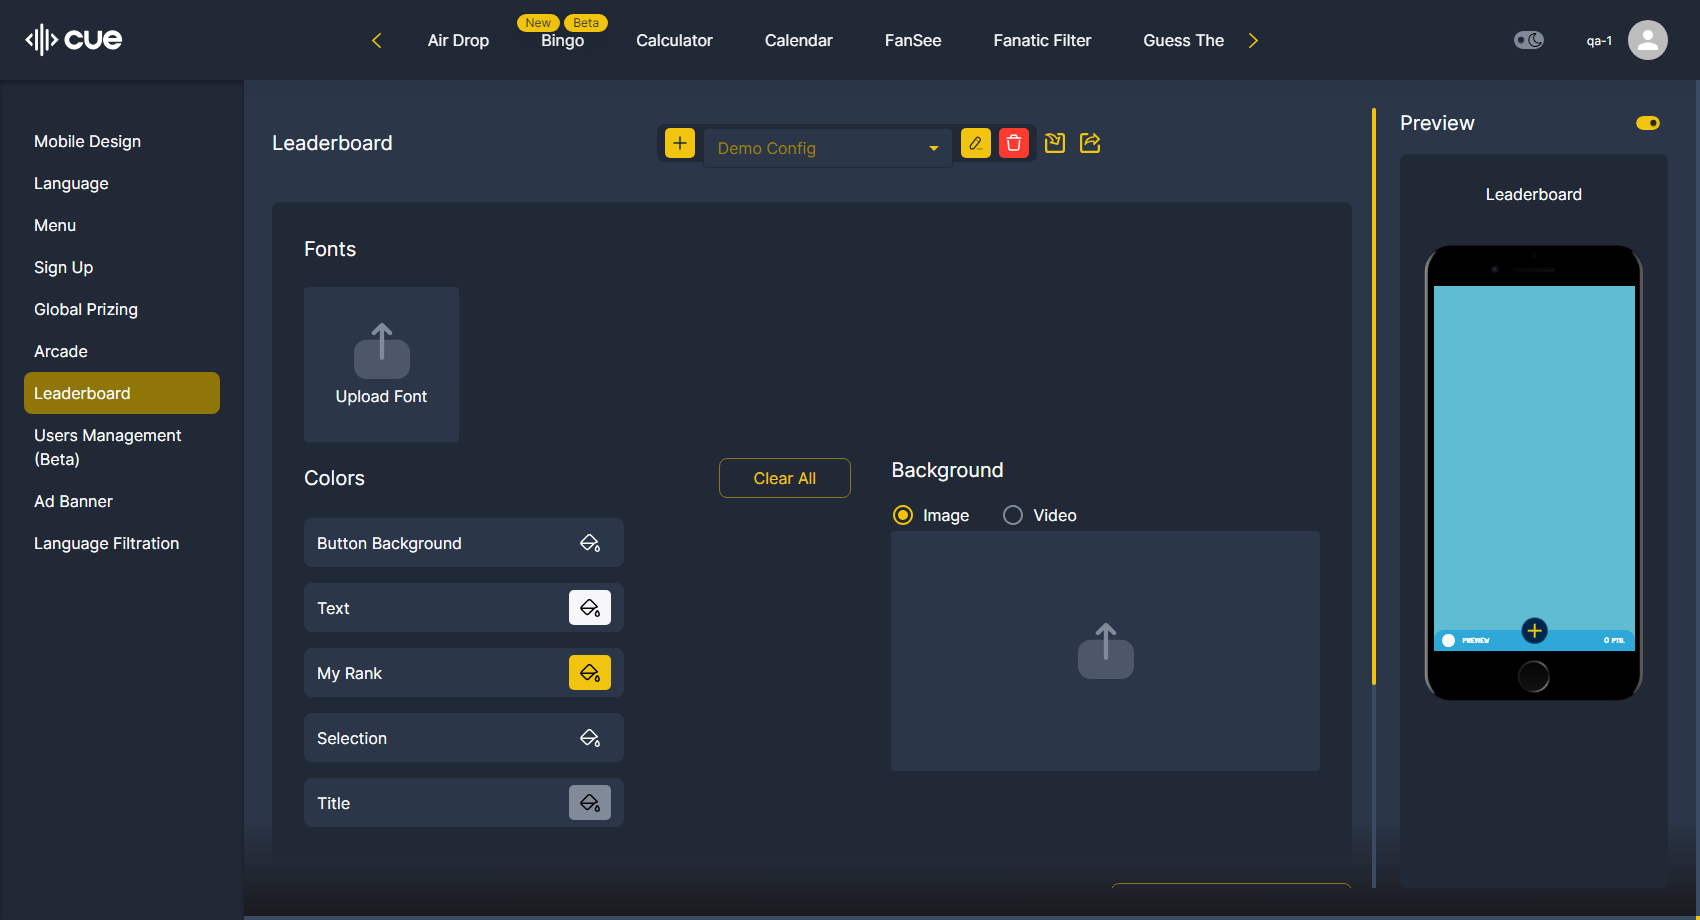 cue
Air Drop
New
Beta
Bingo
Calculator
Calendar
FanSee
Fanatic Filter
Guess The
qa-1
Mobile Design
Language
Menu
Sign Up
Global Prizing
Arcade
Leaderboard
Users Management
(Beta)
Ad Banner
Language Filtration
Leaderboard
Demo Config
Fonts
Upload Font
Colors
Clear All
Button Background
Text
My Rank
Selection
Title
Background
Image
Video
Preview
Leaderboard
PREVIEW
0 PTS.